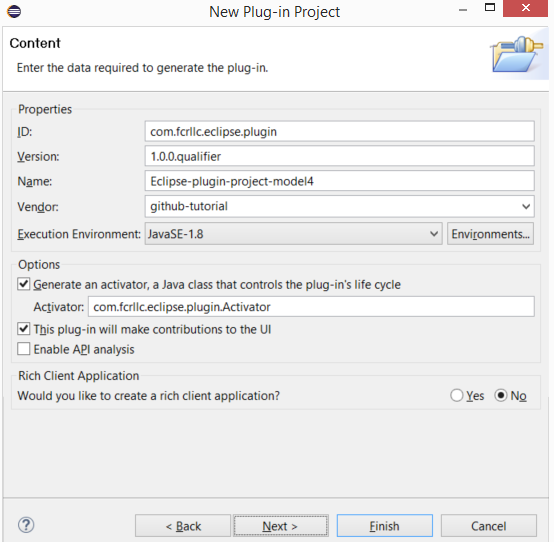 New Plug-in Project
Content
Enter the data required to generate the plug-in.
Properties
ID: com.fcrllc.eclipse.plugin
Version: 1.0.0.qualifier
Name: Eclipse-plugin-project-model4
Vendor: github-tutorial
Execution Environment: JavaSE-1.8 Environments...
Options
Generate an activator, a Java class that controls the plug-in's life cycle
Activator: com.fcrllc.eclipse.plugin.Activator
This plug-in will make contributions to the UI
Enable API analysis
Rich Client Application
Would you like to create a rich client application? Yes No
? < Back Next > Finish Cancel